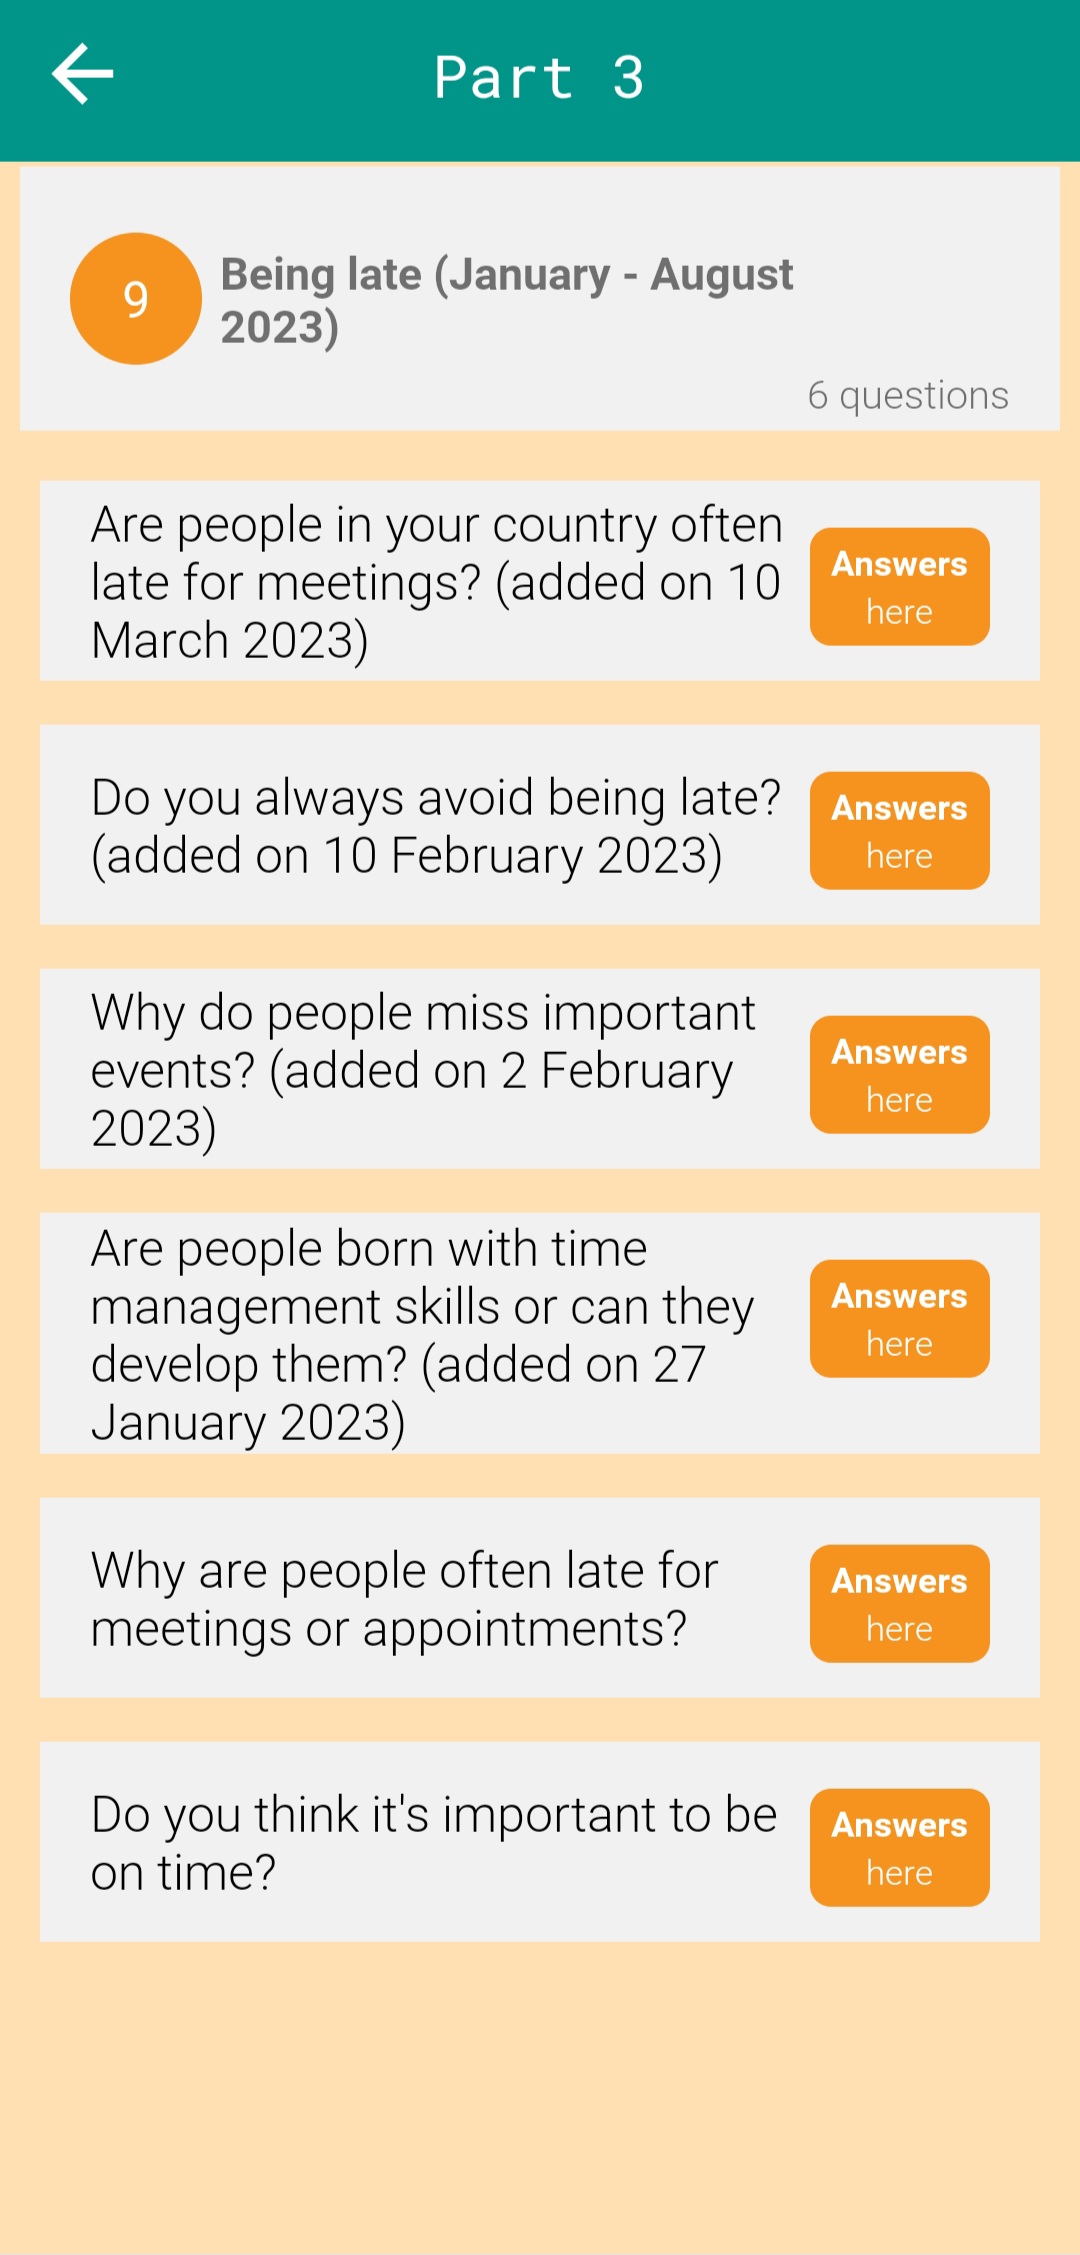 Part 3
9
Being late (January - August
2023)
6 questions
Are people in your country often
late for meetings? (added on 10
March 2023)
Answers
here
Do you always avoid being late?
(added on 10 February 2023)
Answers
here
Why do people miss important
events? (added on 2 February
2023)
Answers
here
Are people born with time
management skills or can they
develop them? (added on 27
January 2023)
Answers
here
Why are people often late for
meetings or appointments?
Answers
here
Do you think it's important to be
on time?
Answers
here